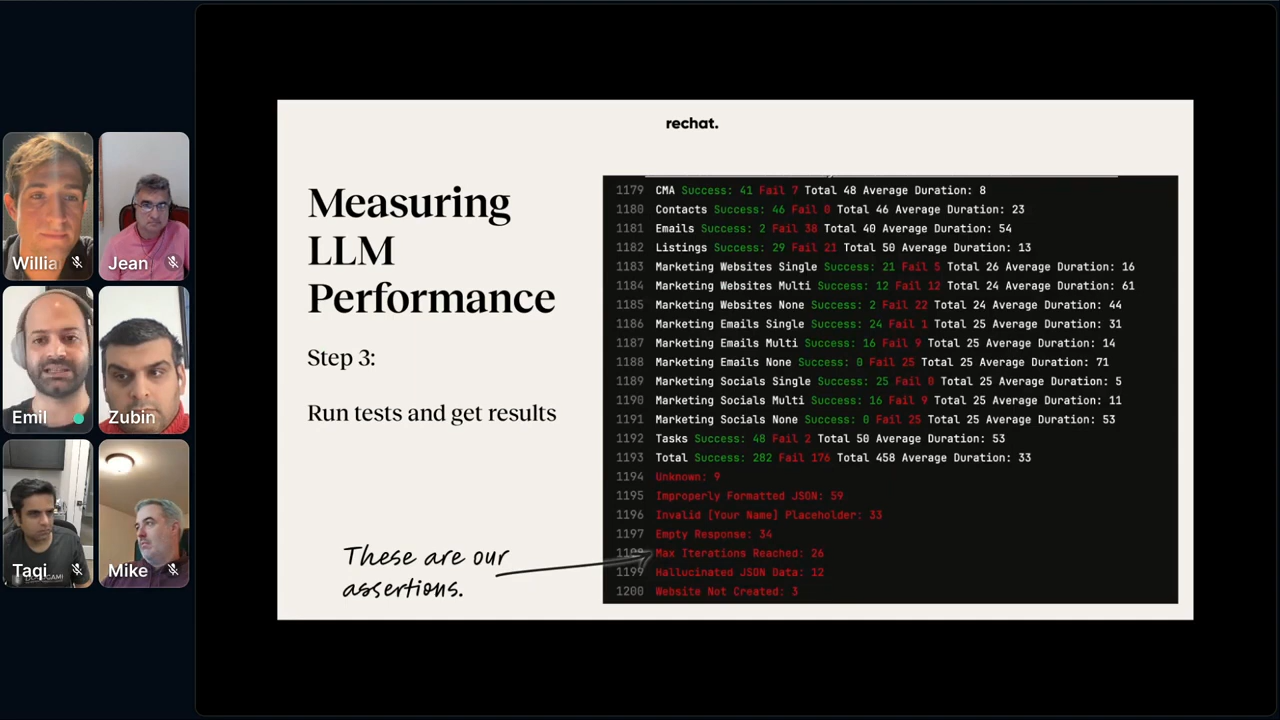 Willia
Jean
Emil
Zubin
Taqi
Mike
rechat.
Measuring
LLM
Performance
Step 3:
Run tests and get results
These are our
assertions.
1179 CMA Success: 41 Fail 7 Total 48 Average Duration: 8
1180 Contacts Success: 46 Fail 0 Total 46 Average Duration: 23
1181 Emails Success: 2 Fail 38 Total 40 Average Duration: 54
1182 Listings Success: 29 Fail 21 Total 50 Average Duration: 13
1183 Marketing Websites Single Success: 21 Fail 5 Total 26 Average Duration: 16
1184 Marketing Websites Multi Success: 12 Fail 12 Total 24 Average Duration: 61
1185 Marketing Websites None Success: 2 Fail 22 Total 24 Average Duration: 44
1186 Marketing Emails Single Success: 24 Fail 1 Total 25 Average Duration: 31
1187 Marketing Emails Multi Success: 16 Fail 9 Total 25 Average Duration: 14
1188 Marketing Emails None Success: 0 Fail 25 Total 25 Average Duration: 71
1189 Marketing Socials Single Success: 25 Fail 0 Total 25 Average Duration: 5
1190 Marketing Socials Multi Success: 16 Fail 9 Total 25 Average Duration: 11
1191 Marketing Socials None Success: 0 Fail 25 Total 25 Average Duration: 53
1192 Tasks Success: 48 Fail 2 Total 50 Average Duration: 53
1193 Total Success: 282 Fail 176 Total 458 Average Duration: 33
1194 Unknown: 9
1195 Improperly Formatted JSON: 59
1196 Invalid [Your Name] Placeholder: 33
1197 Empty Response: 34
1198 Max Iterations Reached: 26
1199 Hallucinated JSON Data: 12
1200 Website Not Created: 3